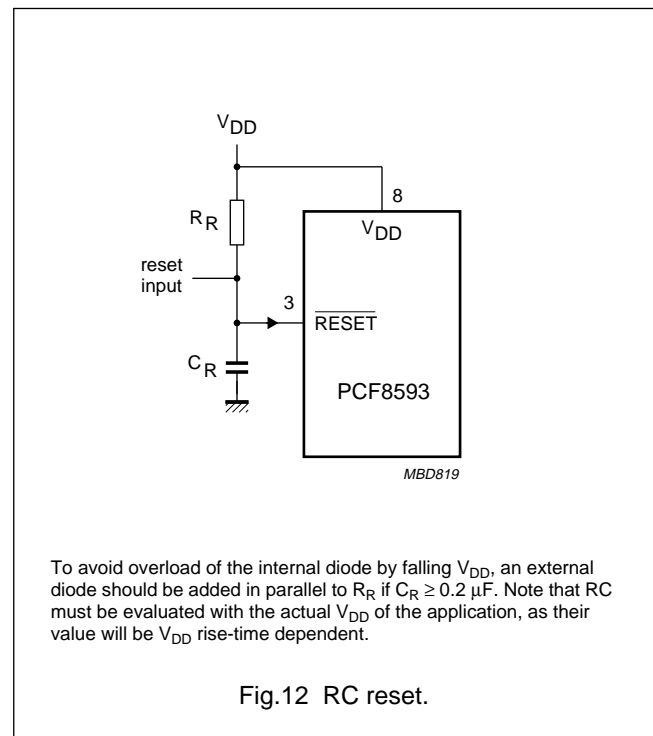 VDD
8
RR
VDD
reset
input
3
RESET
CR
PCF8593
MBD819
To avoid overload of the internal diode by falling VDD, an external
diode should be added in parallel to RR if CR ≥ 0.2 μF. Note that RC
must be evaluated with the actual VDD of the application, as their
value will be VDD rise-time dependent.
Fig.12 RC reset.